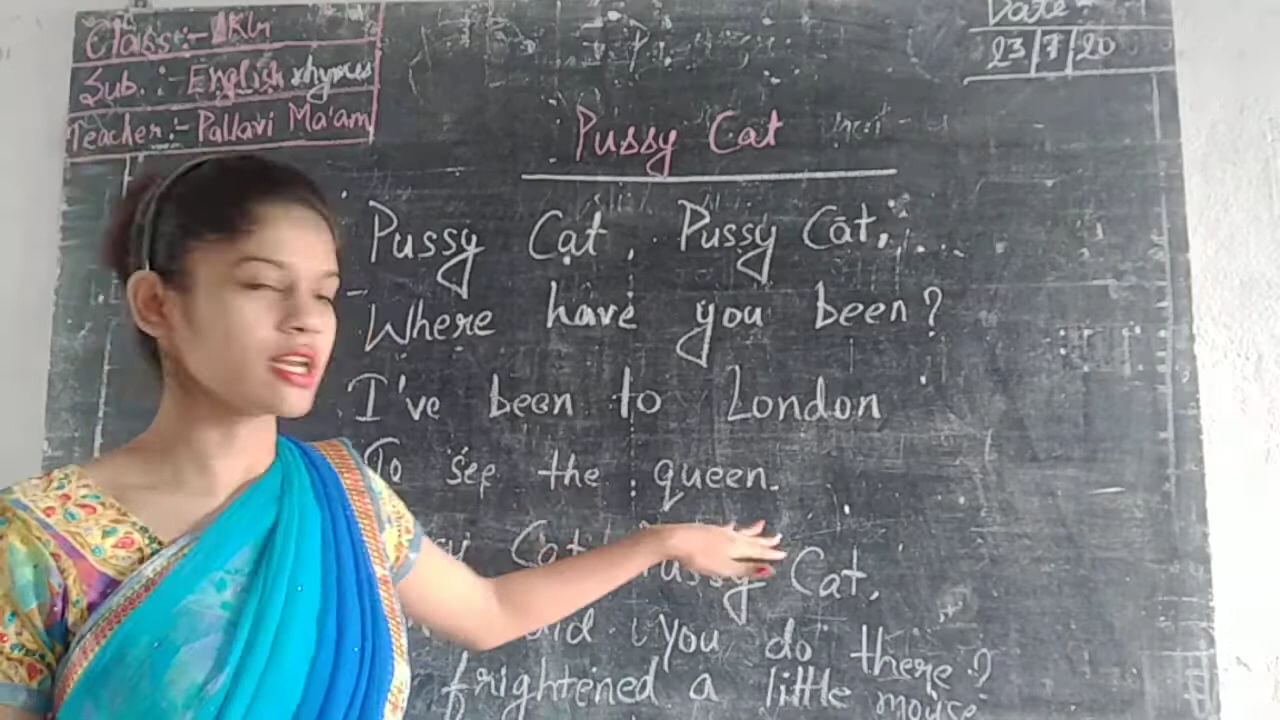 Class:- LKG
Sub. :- English rhymes
Teacher:- Pallavi Ma'am
Date -
23/7/20
Pussy Cat
Pussy Cat, Pussy Cat,
Where have you been?
I've been to London
To see the queen.
Cat Pussy Cat,
did you do there?
frightened a little mouse